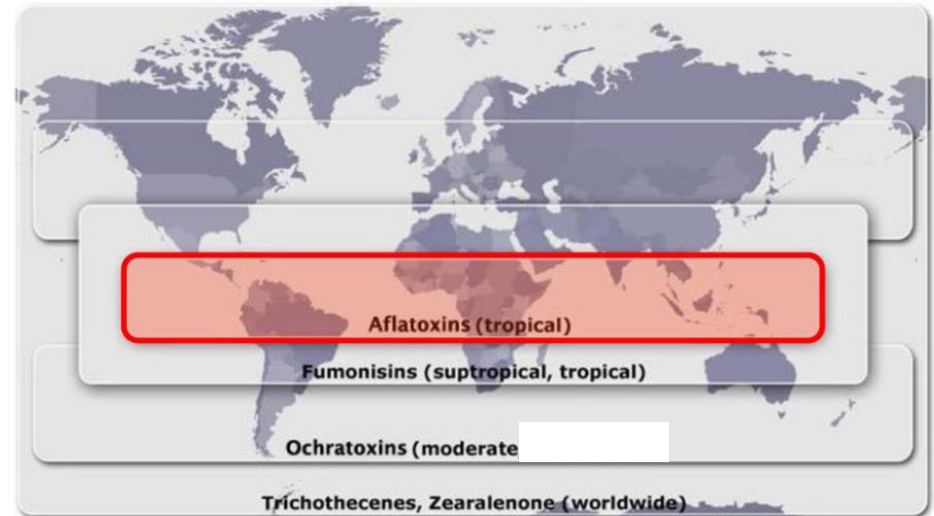 Aflatoxins (tropical)
Fumonisins (suptropical, tropical)
Ochratoxins (moderate
Trichothecenes, Zearalenone (worldwide)